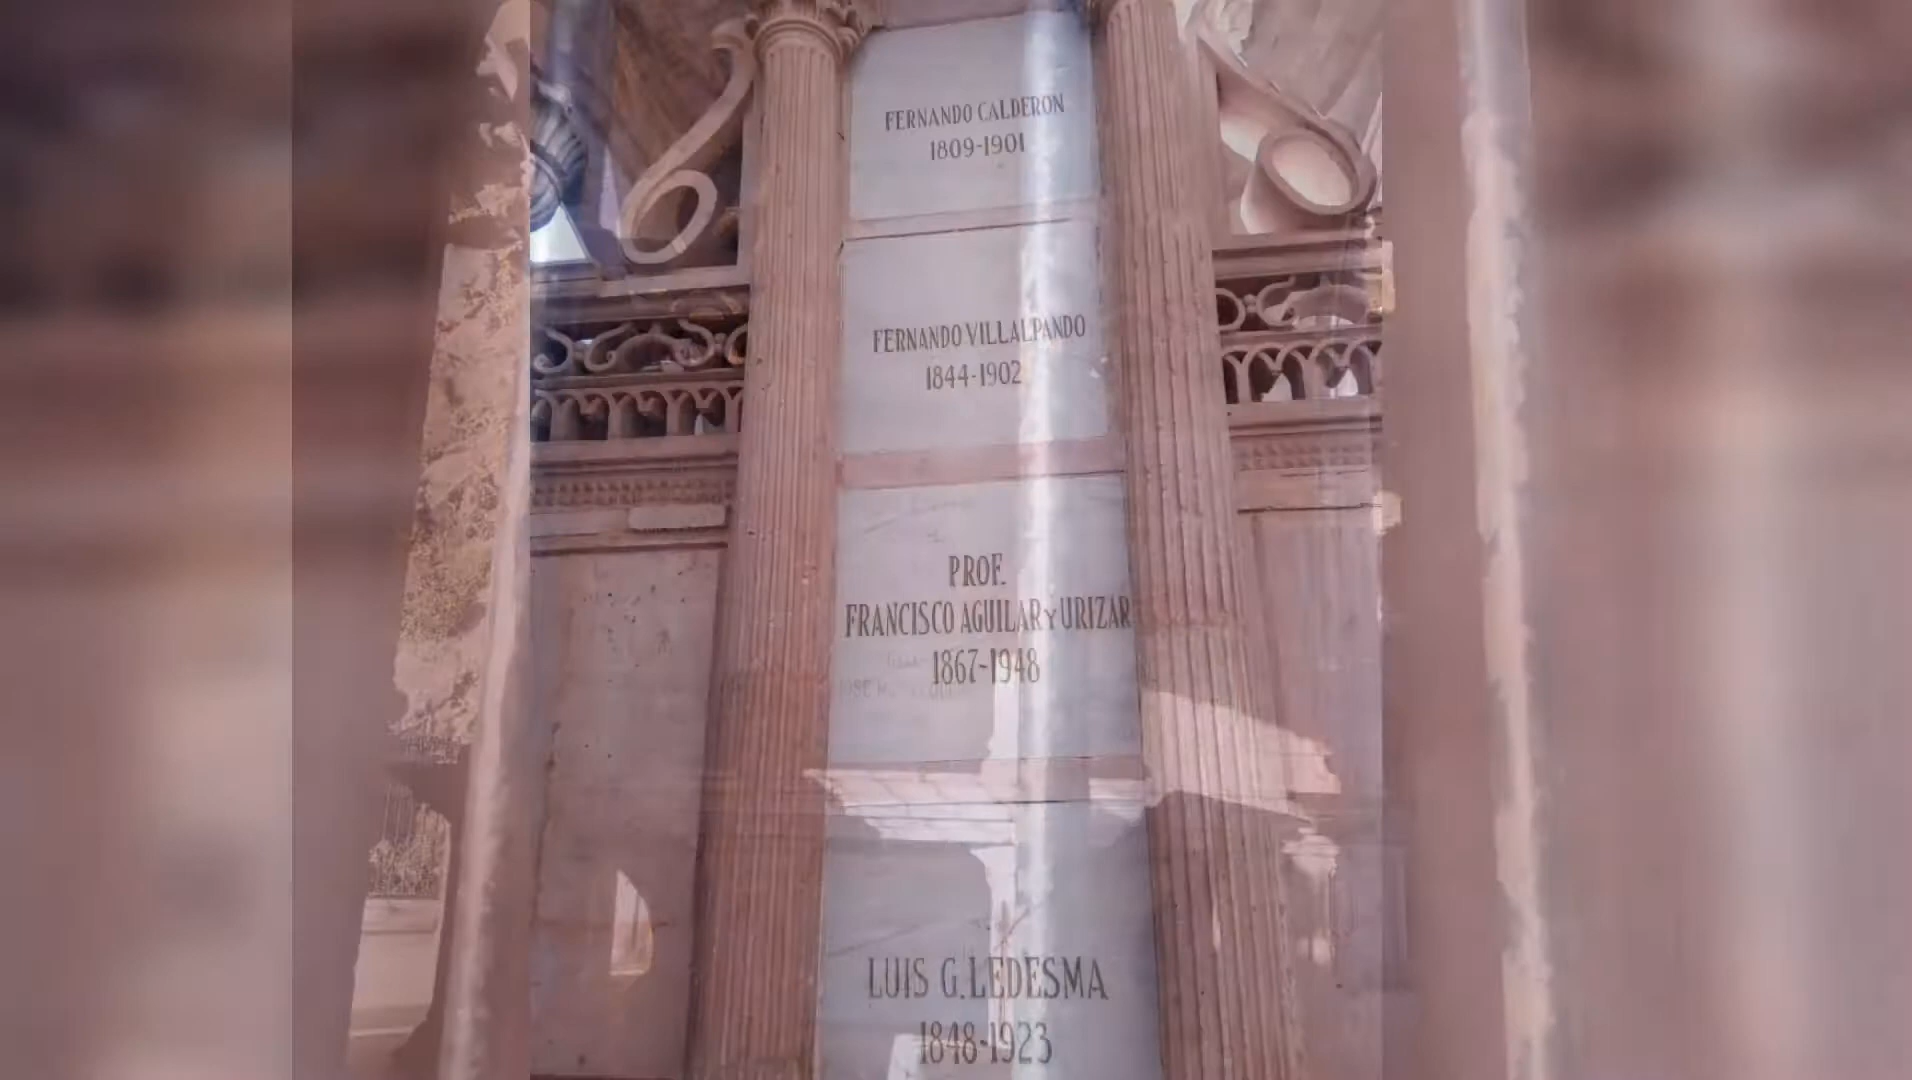 FERNANDO CALDERON
1809-1901
FERNANDO VILLALPANDO
1844-1902
PROF.
FRANCISCO AGUILAR Y URIZAR
1867-1948
LUIS G. LEDESMA
1848-1923